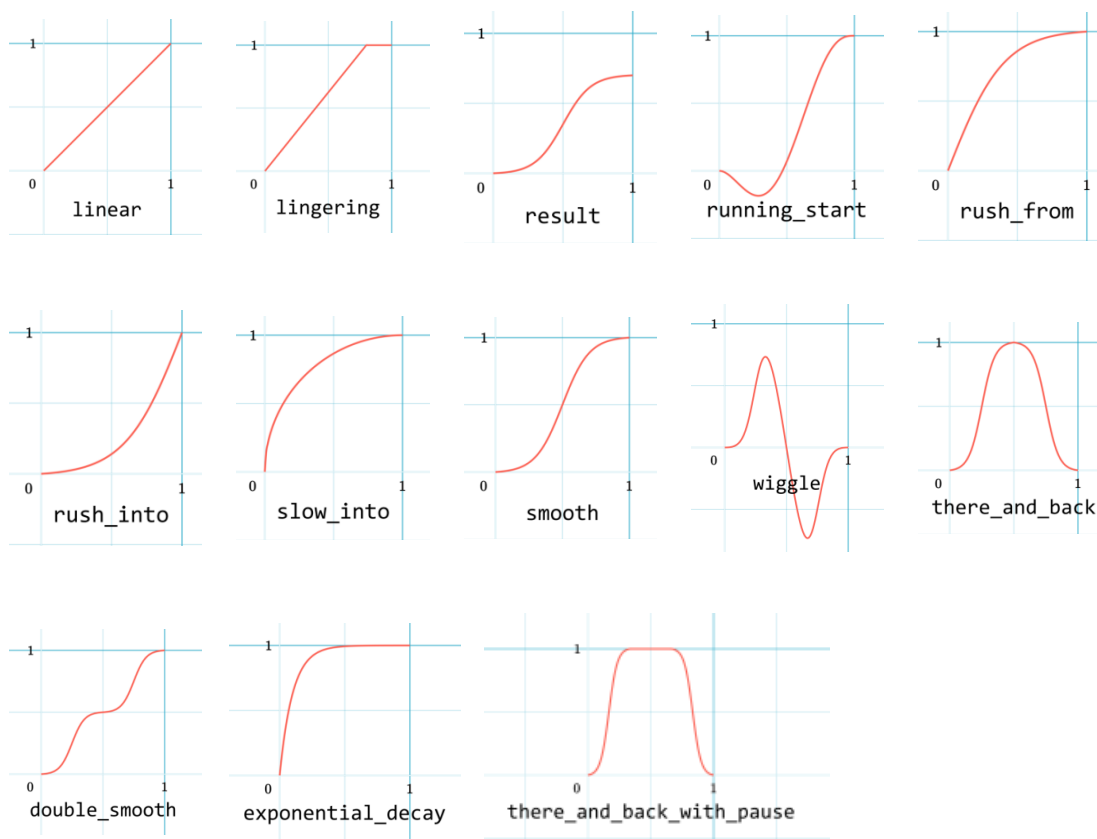 1
0 1
linear
1
0 1
lingering
1
0 1
result
1
0 1
running_start
1
0 1
rush_from
1
0 1
rush_into
1
0 1
slow_into
1
0 1
smooth
1
0 1
wiggle
1
0 1
there_and_back
1
0 1
double_smooth
1
0 1
exponential_decay
1
0 1
there_and_back_with_pause